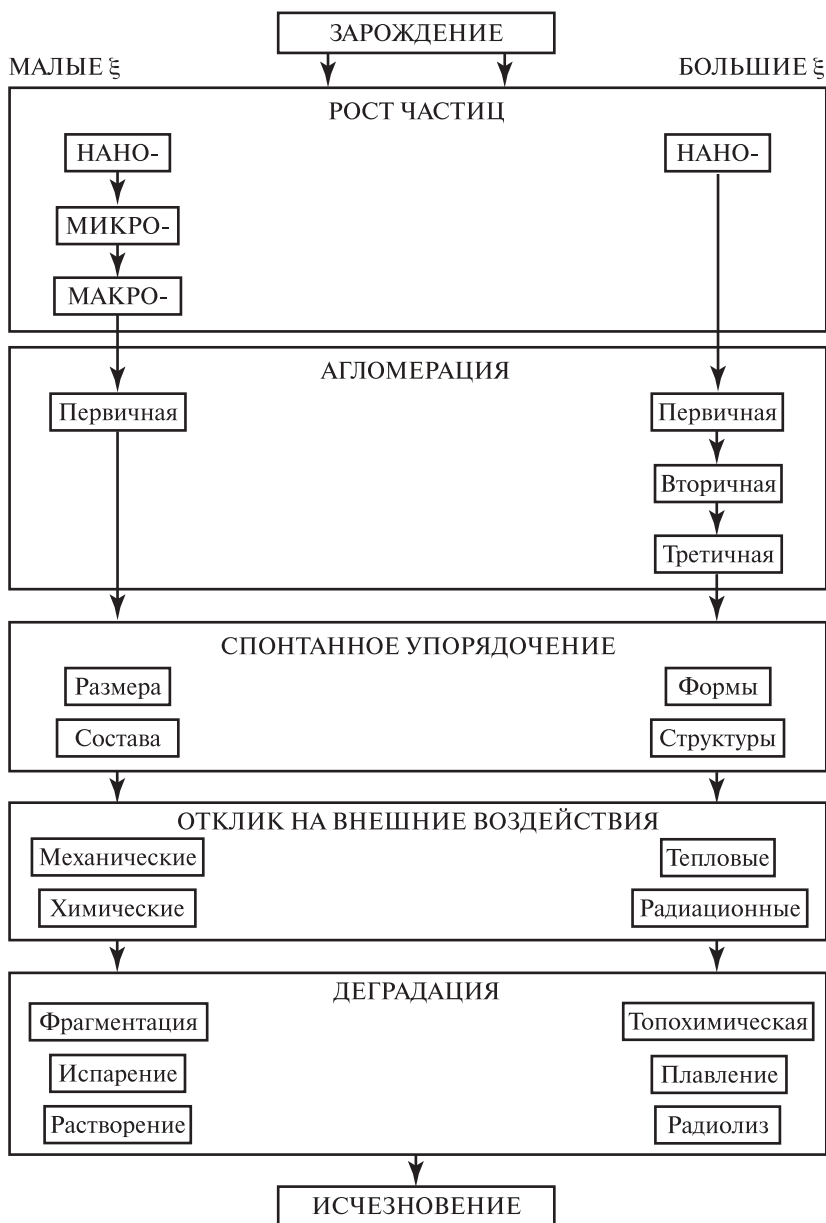 ЗАРОЖДЕНИЕ
МАЛЫЕ ξ
БОЛЬШИЕ ξ
РОСТ ЧАСТИЦ
НАНО-
НАНО-
МИКРО-
МАКРО-
АГЛОМЕРАЦИЯ
Первичная
Первичная
Вторичная
Третичная
СПОНТАННОЕ УПОРЯДОЧЕНИЕ
Размера
Формы
Состава
Структуры
ОТКЛИК НА ВНЕШНИЕ ВОЗДЕЙСТВИЯ
Механические
Тепловые
Химические
Радиационные
ДЕГРАДАЦИЯ
Фрагментация
Топохимическая
Испарение
Плавление
Растворение
Радиолиз
ИСЧЕЗНОВЕНИЕ